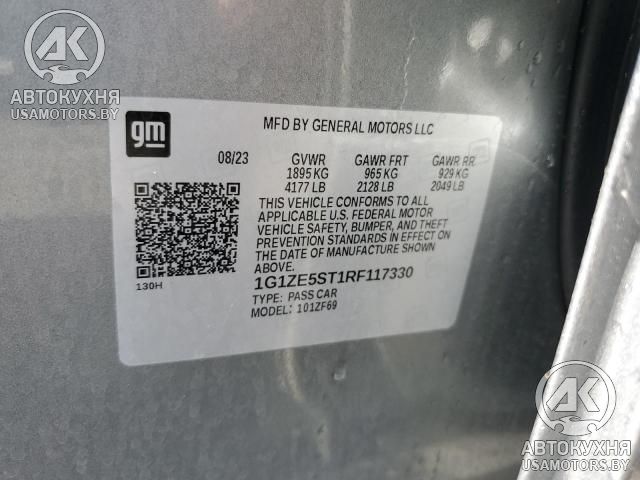 AK
АВТОКУХНЯ
USAMOTORS.BY
gm
MFD BY GENERAL MOTORS LLC
08/23 GVWR GAWR FRT GAWR RR
1895 KG 965 KG 929 KG
4177 LB 2128 LB 2049 LB
THIS VEHICLE CONFORMS TO ALL
APPLICABLE U.S. FEDERAL MOTOR
VEHICLE SAFETY, BUMPER, AND THEFT
PREVENTION STANDARDS IN EFFECT ON
THE DATE OF MANUFACTURE SHOWN
ABOVE.
130H
1G1ZE5ST1RF117330
TYPE: PASS CAR
MODEL: 101ZF69
AK
АВТОКУХНЯ
USAMOTORS.BY